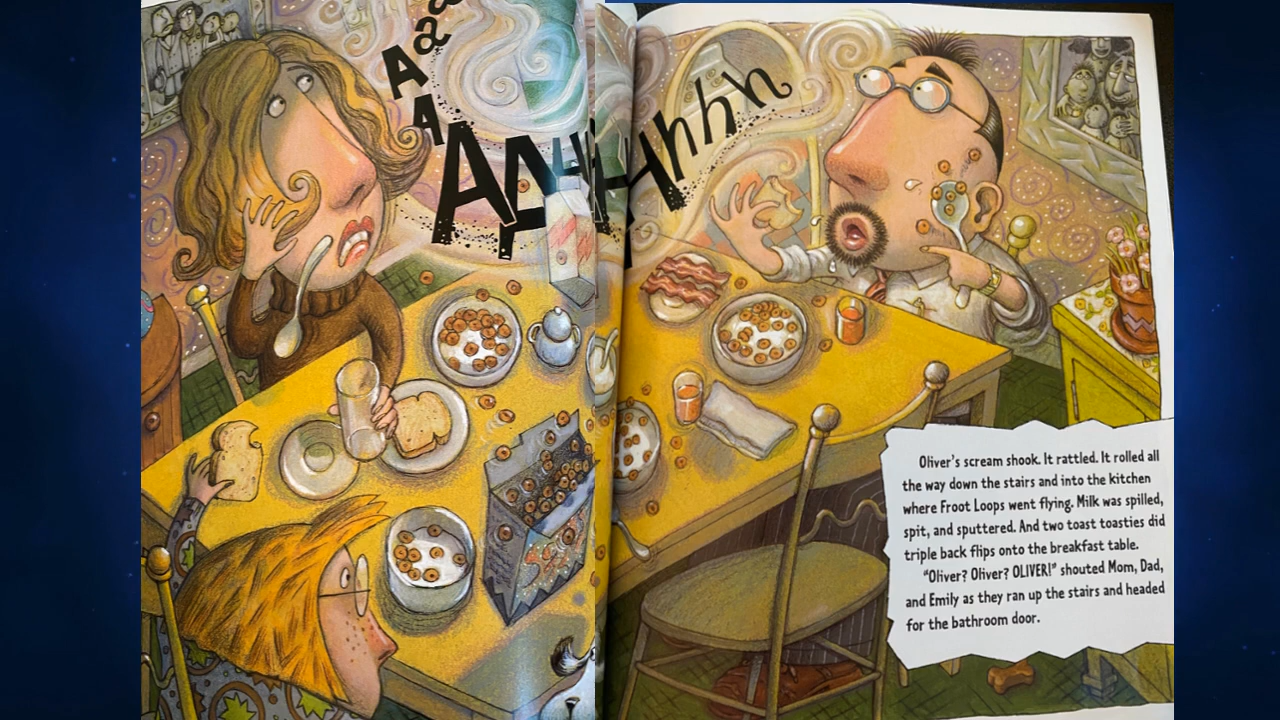 AaaAAAAHHHhhh
Oliver's scream shook. It rattled. It rolled all
the way down the stairs and into the kitchen
where Froot Loops went flying. Milk was spilled,
spit, and sputtered. And two toast toasties did
triple back flips onto the breakfast table.
"Oliver? Oliver? OLIVER!" shouted Mom, Dad,
and Emily as they ran up the stairs and headed
for the bathroom door.